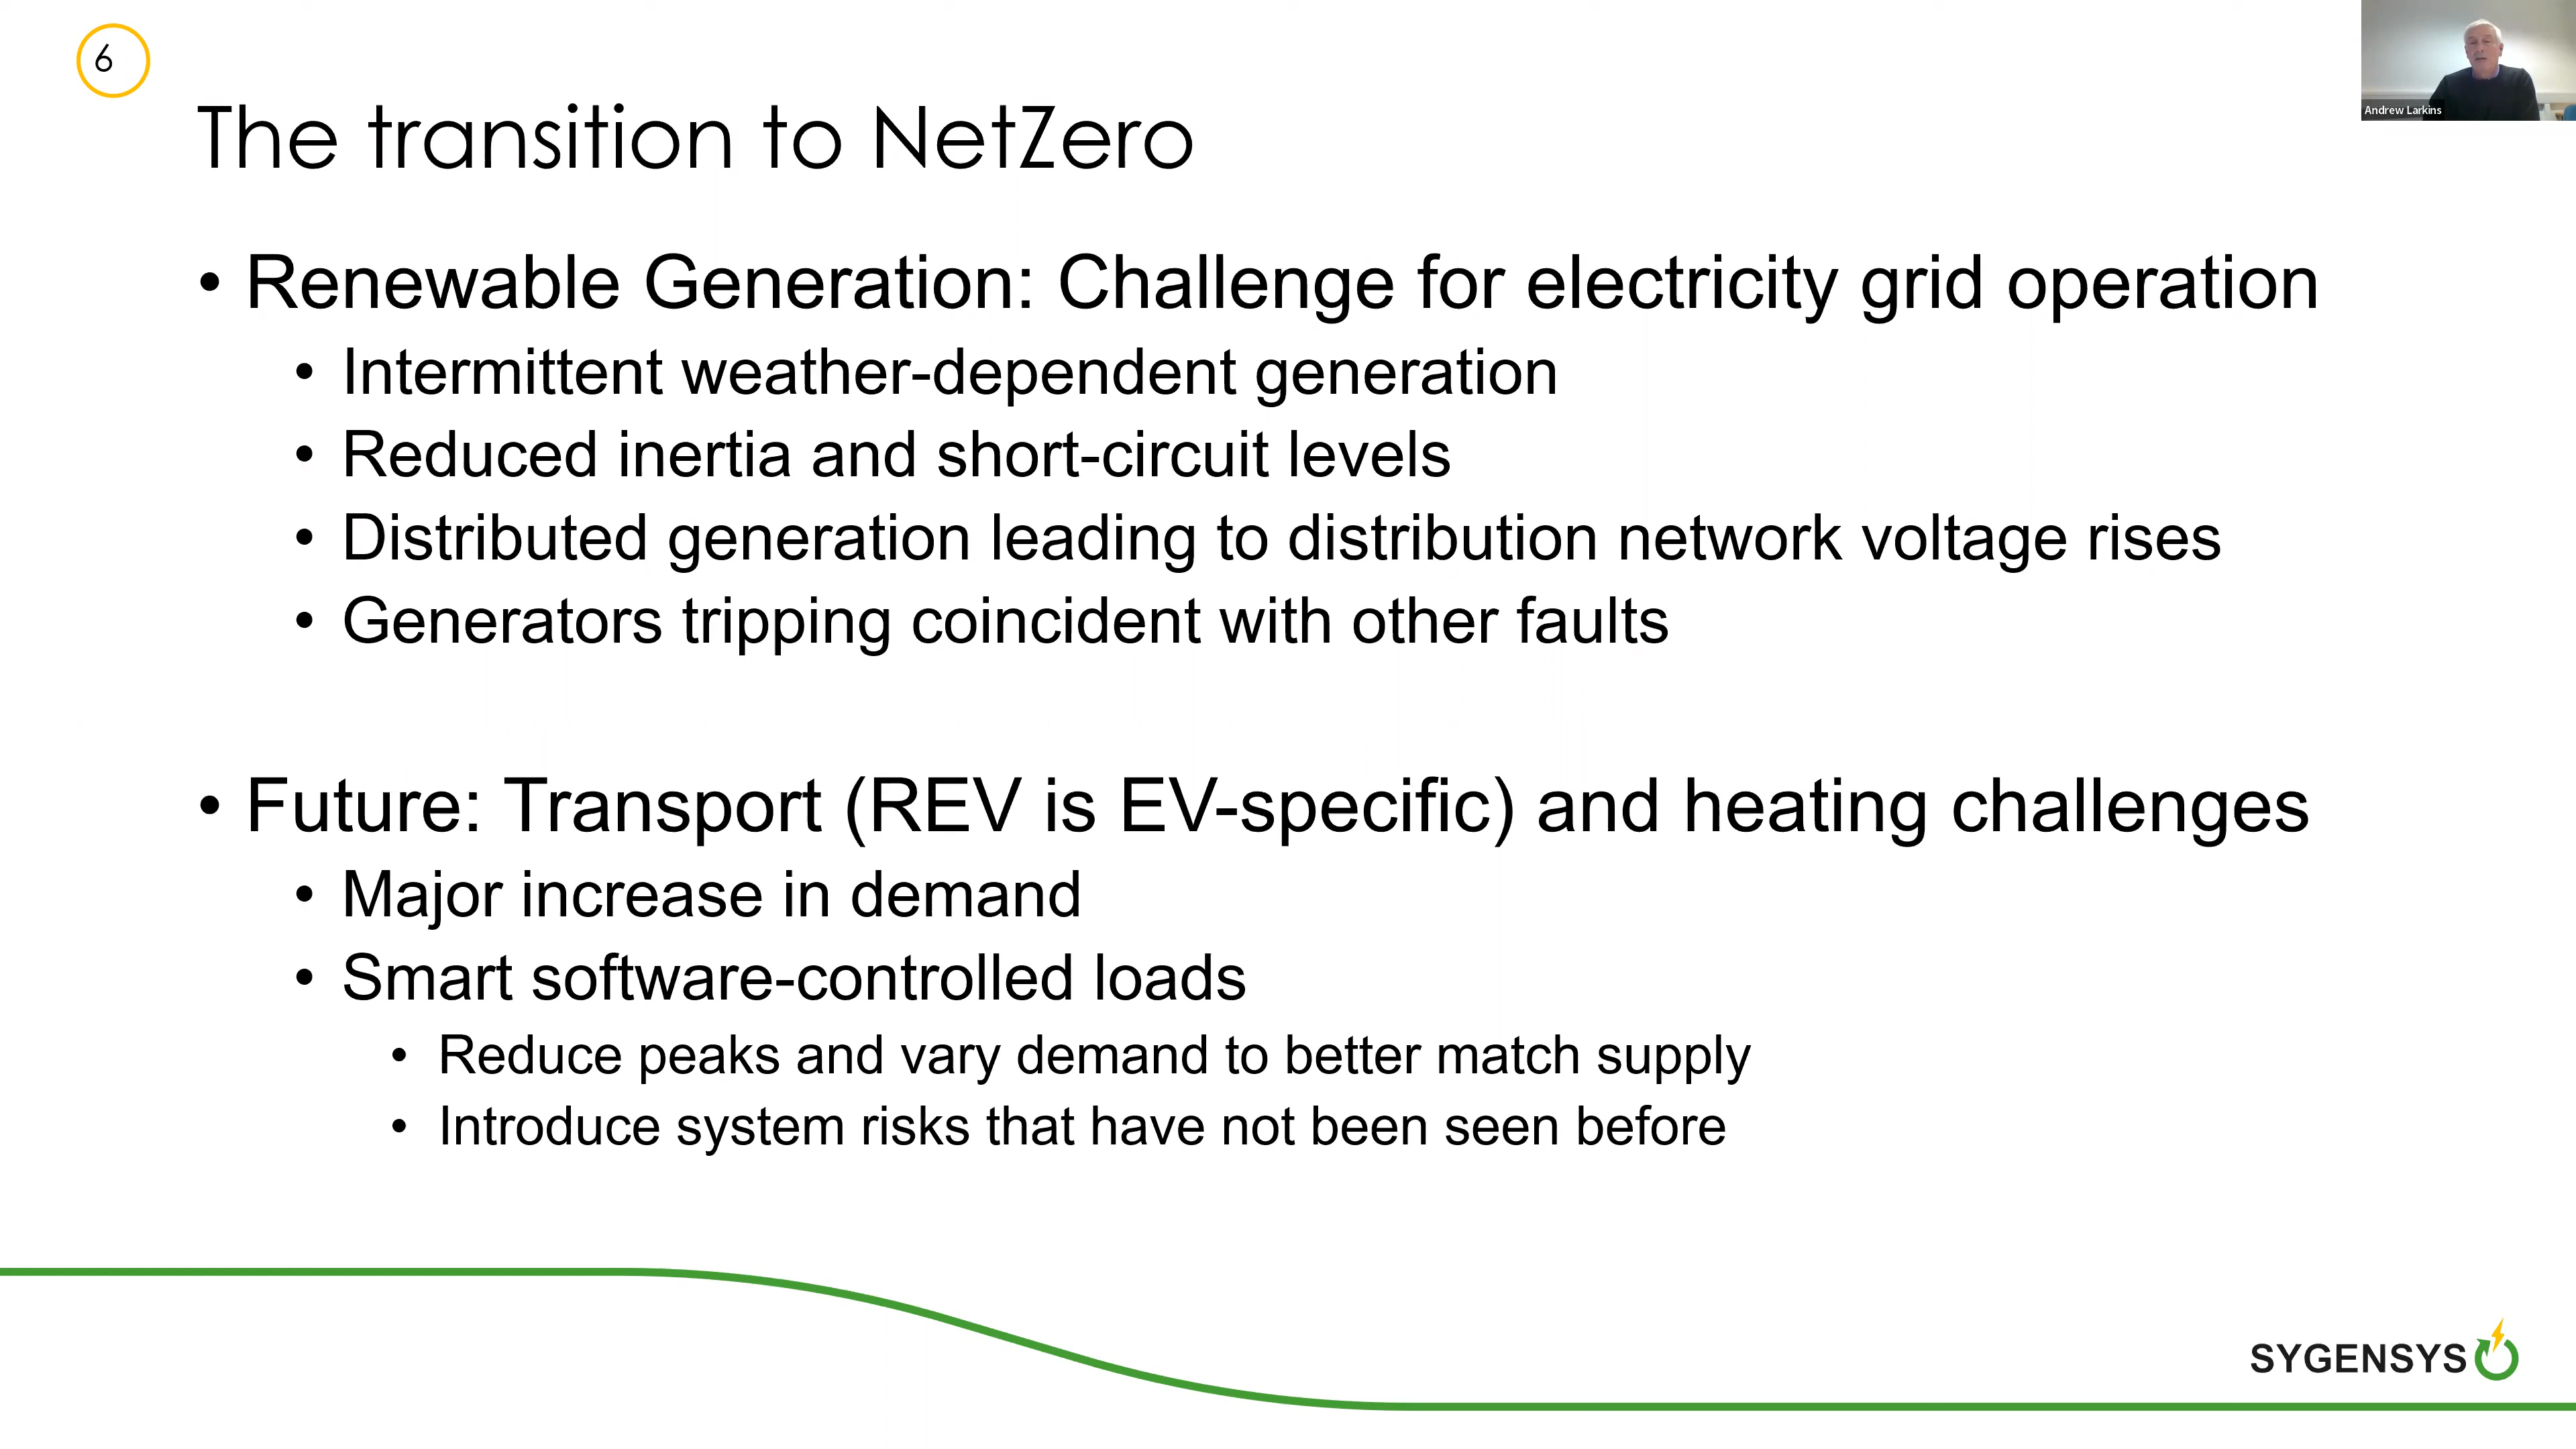 6
Andrew Larkins
The transition to NetZero
• Renewable Generation: Challenge for electricity grid operation
• Intermittent weather-dependent generation
• Reduced inertia and short-circuit levels
• Distributed generation leading to distribution network voltage rises
• Generators tripping coincident with other faults
• Future: Transport (REV is EV-specific) and heating challenges
• Major increase in demand
• Smart software-controlled loads
• Reduce peaks and vary demand to better match supply
• Introduce system risks that have not been seen before
SYGENSYS